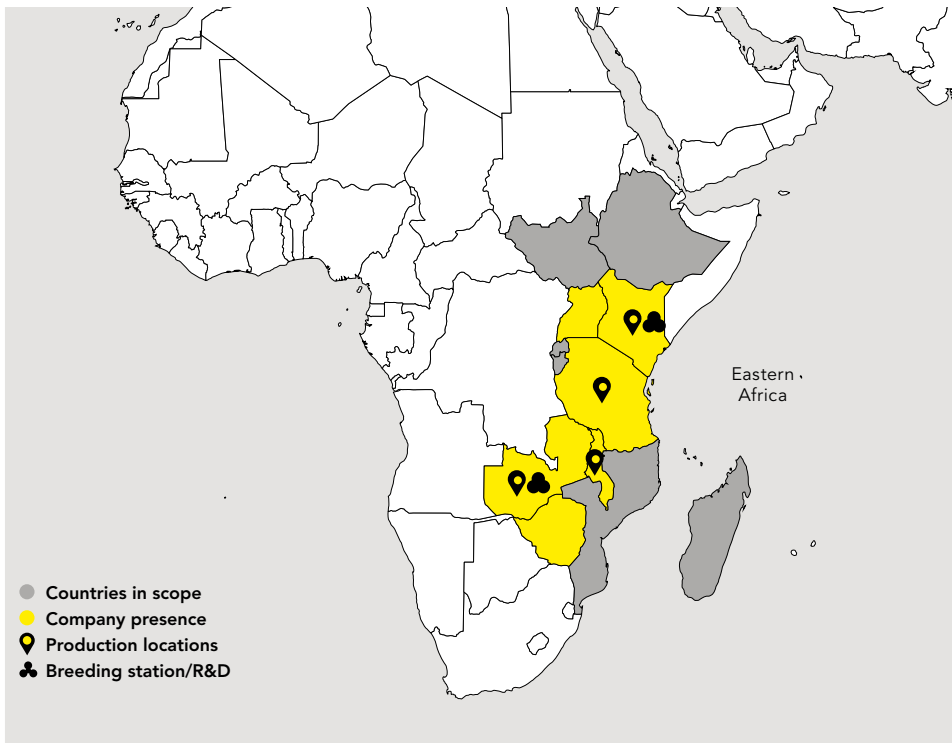 Eastern
Africa
Countries in scope
Company presence
Production locations
Breeding station/R&D